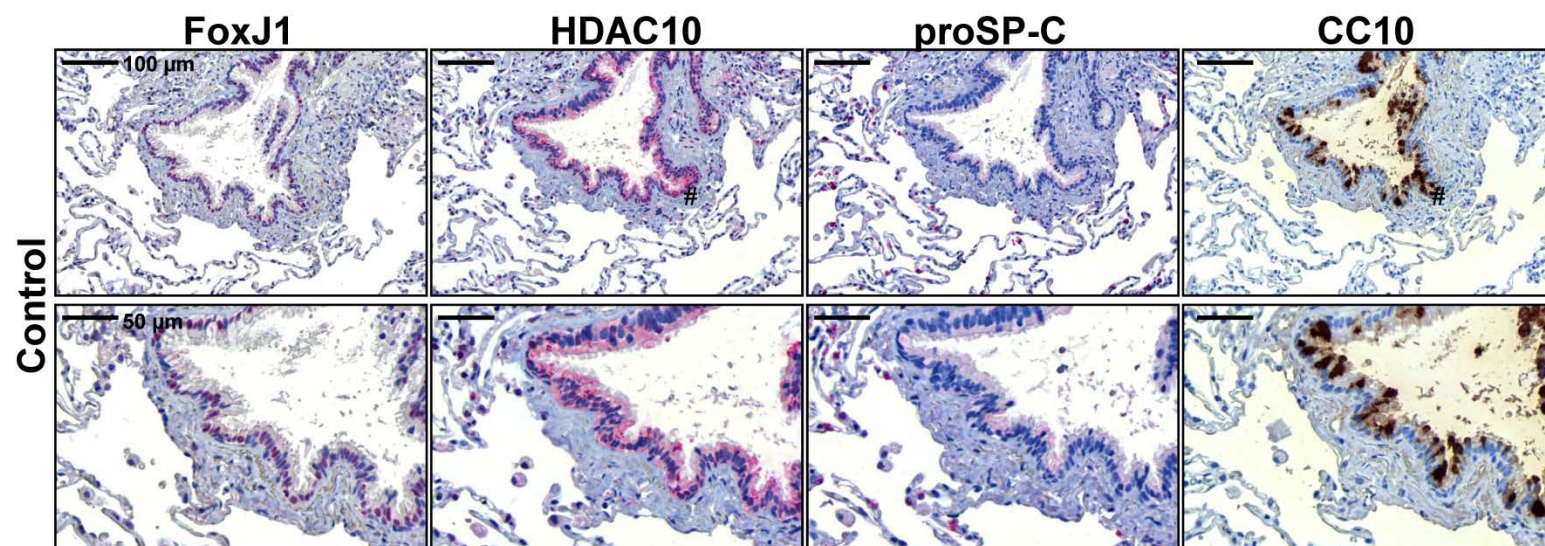 FoxJ1 HDAC10 proSP-C CC10
Control
100 µm
# #
50 µm